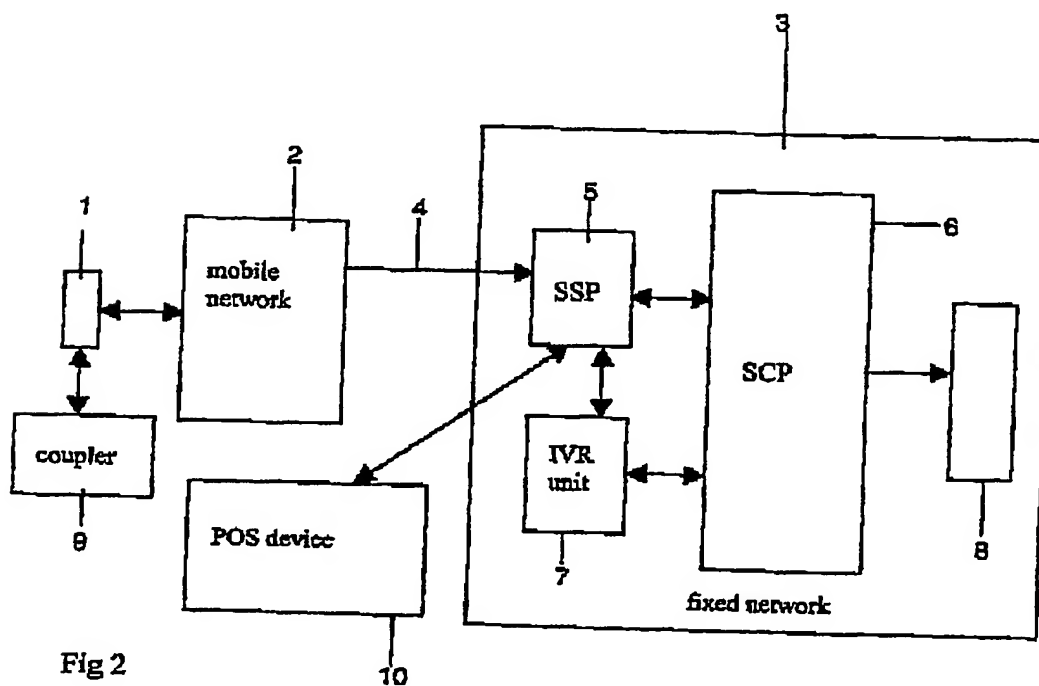 3
2
1
4
5
6
mobile
network
SSP
SCP
coupler
IVR
unit
POS device
9
7
8
fixed network
10
Fig 2